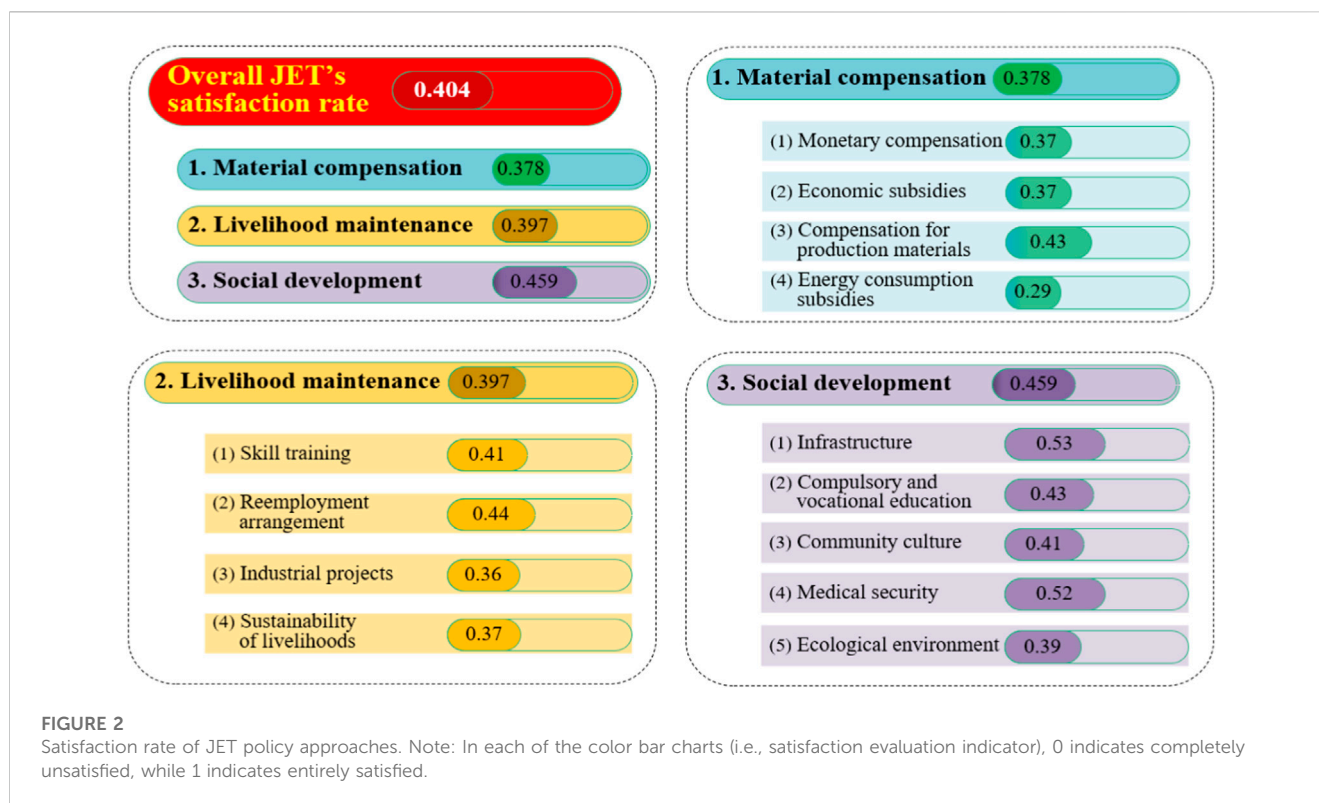 Overall JET’s
satisfaction rate
0.404
1. Material compensation 0.378
2. Livelihood maintenance 0.397
3. Social development 0.459
1. Material compensation 0.378
(1) Monetary compensation 0.37
(2) Economic subsidies 0.37
(3) Compensation for
production materials
0.43
(4) Energy consumption
subsidies
0.29
2. Livelihood maintenance 0.397
(1) Skill training 0.41
(2) Reemployment
arrangement
0.44
(3) Industrial projects 0.36
(4) Sustainability
of livelihoods
0.37
3. Social development 0.459
(1) Infrastructure 0.53
(2) Compulsory and
vocational education
0.43
(3) Community culture 0.41
(4) Medical security 0.52
(5) Ecological environment 0.39
FIGURE 2
Satisfaction rate of JET policy approaches. Note: In each of the color bar charts (i.e., satisfaction evaluation indicator), 0 indicates completely
unsatisfied, while 1 indicates entirely satisfied.